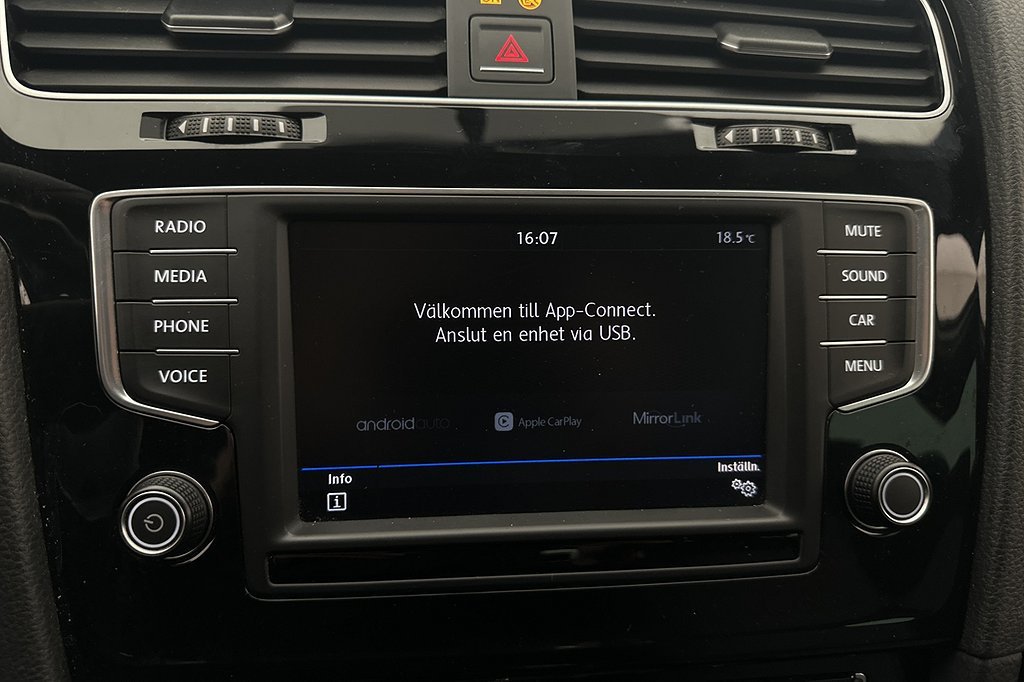 RADIO
MEDIA
PHONE
VOICE
16:07
18.5°C
Välkommen till App-Connect.
Anslut en enhet via USB.
androidauto
Apple CarPlay
MirrorLink
Info
Inställn.
i
MUTE
SOUND
CAR
MENU